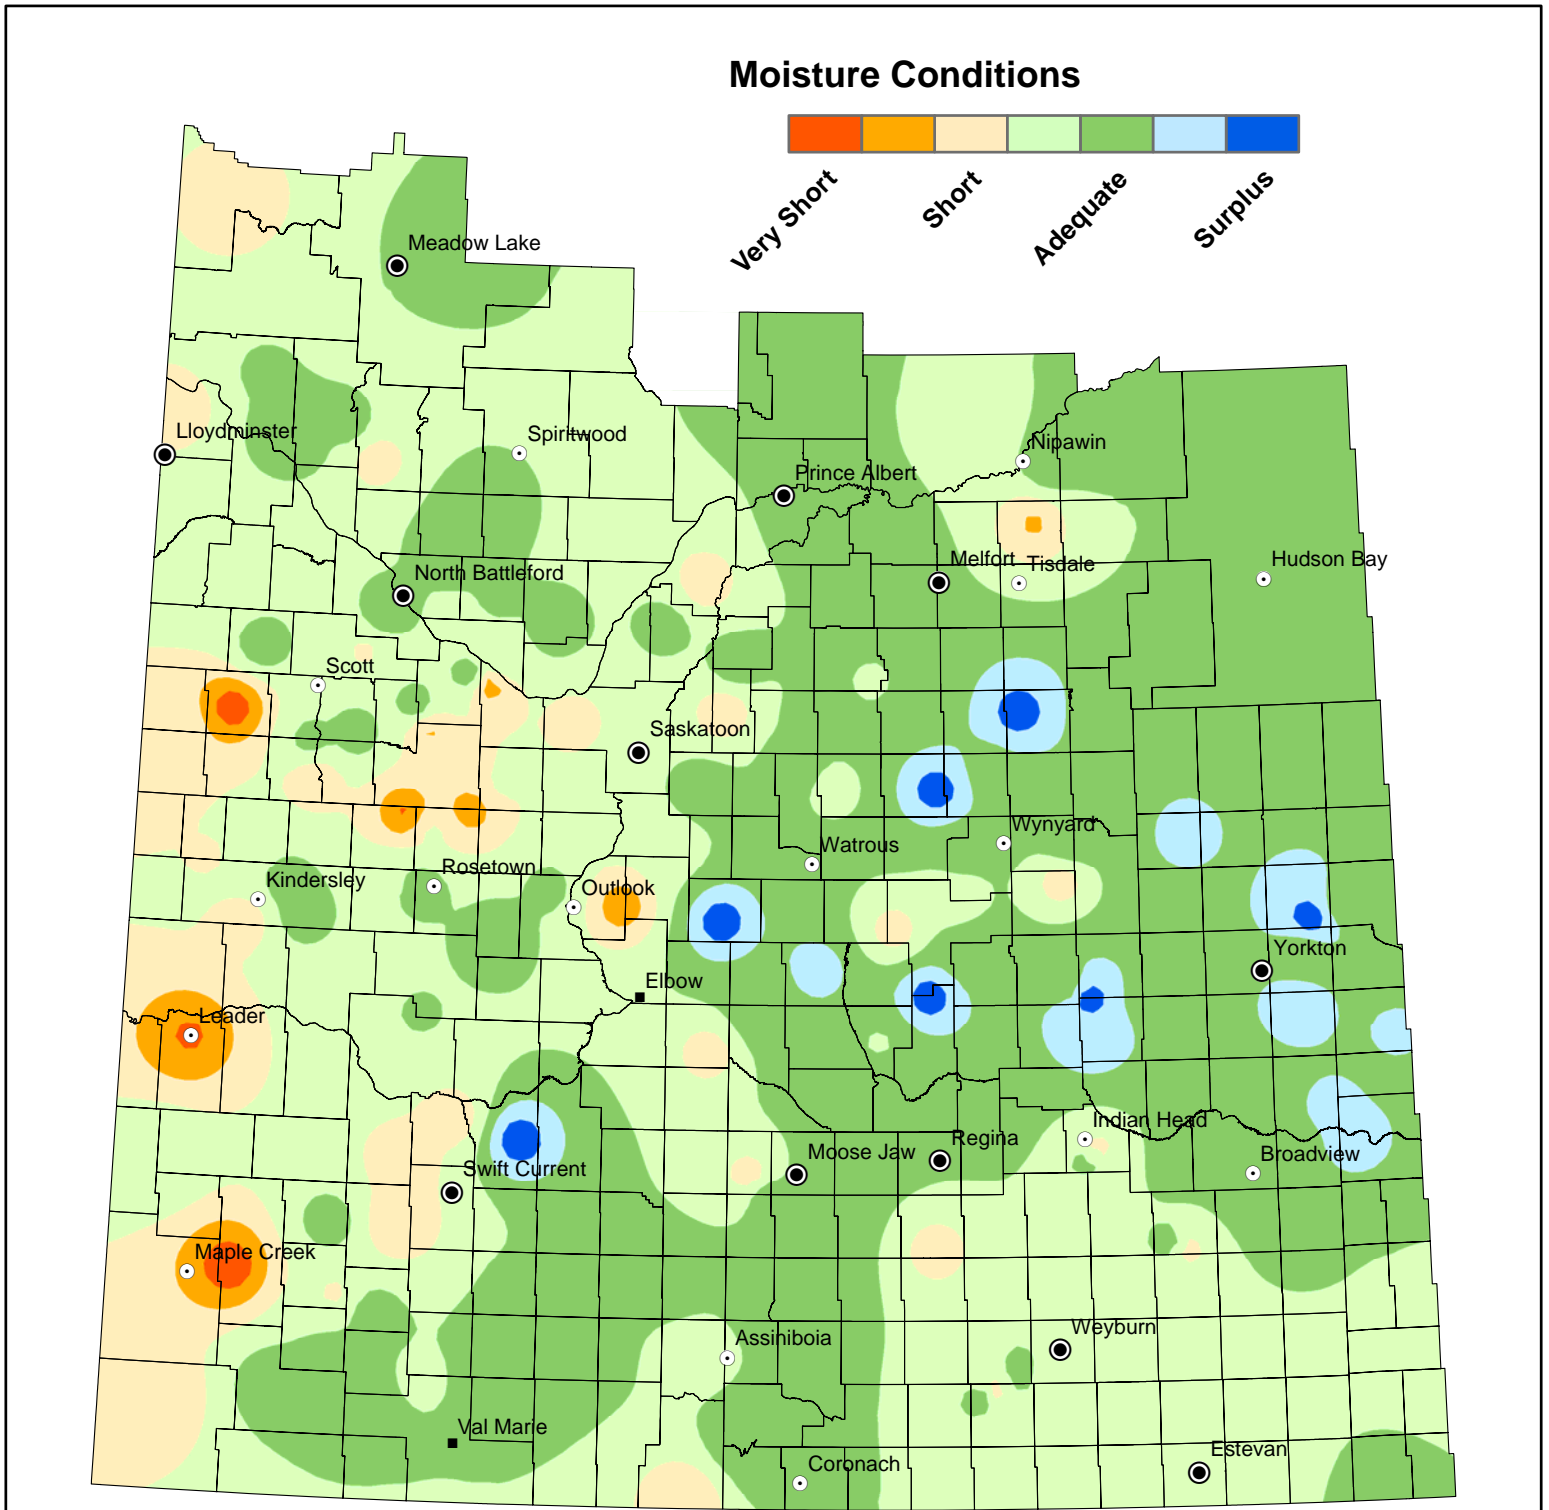 Moisture Conditions
Very Short
Short
Adequate
Surplus
Meadow Lake
Lloydminster
Spiritwood
Nipawin
Prince Albert
Melfort
Tisdale
Hudson Bay
North Battleford
Scott
Saskatoon
Wynyard
Watrous
Kindersley
Rosetown
Outlook
Yorkton
Elbow
Leader
Indian Head
Regina
Moose Jaw
Broadview
Swift Current
Maple Creek
Assiniboia
Weyburn
Val Marie
Estevan
Coronach